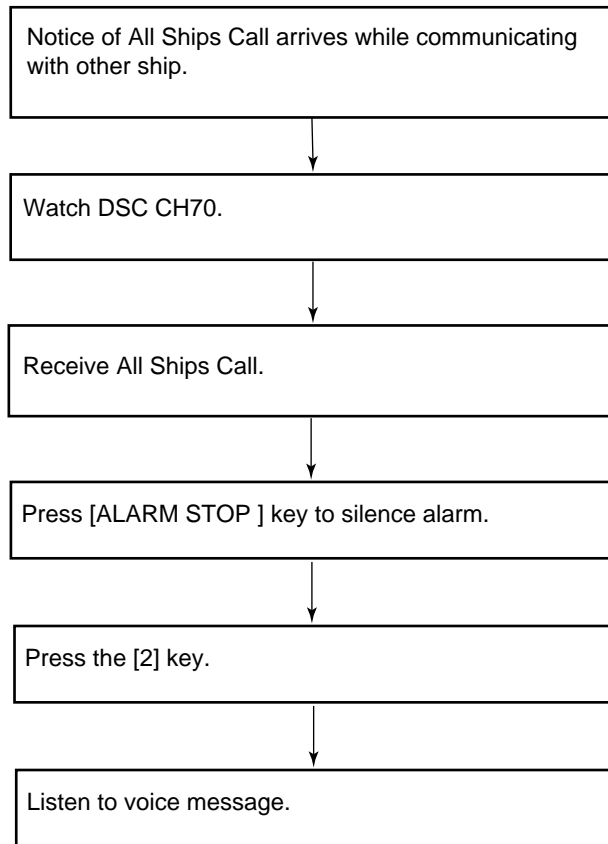 Notice of All Ships Call arrives while communicating
with other ship.
Watch DSC CH70.
Receive All Ships Call.
Press [ALARM STOP ] key to silence alarm.
Press the [2] key.
Listen to voice message.